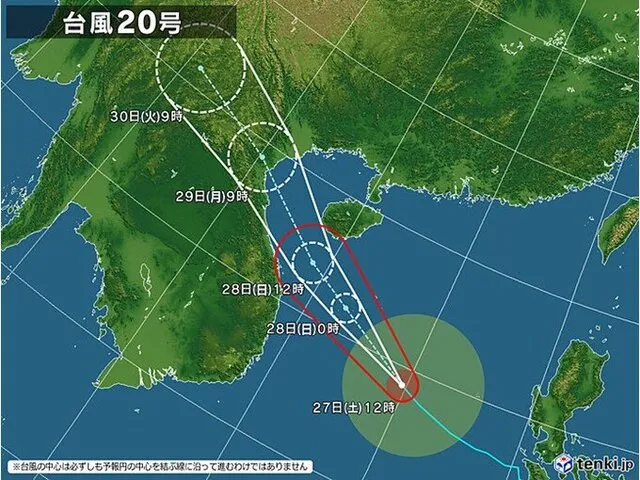 台風20号
30日(火)9時
29日(月)9時
28日(日)12時
28日(日)0時
27日(土)12時
※台風の中心は必ずしも予報円の中心を結ぶ線に沿って進むわけではありません
tenki.jp